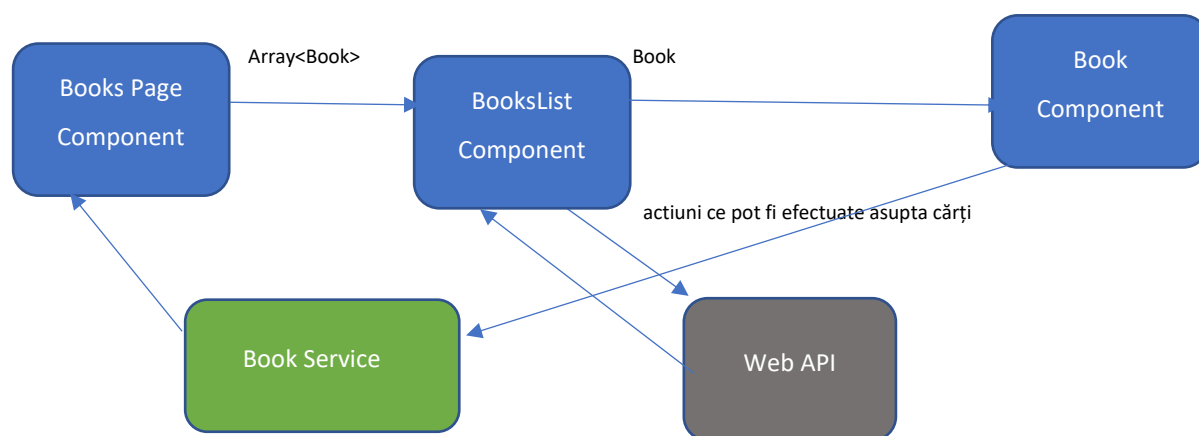 Array<Book>
Book
Books Page
Component
BooksList
Component
Book
Component
actiuni ce pot fi efectuate asupta cărți
Book Service
Web API